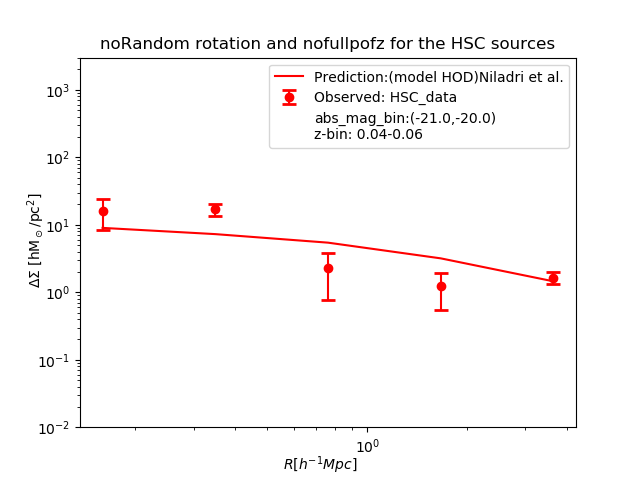 noRandom rotation and nofullpofz for the HSC sources
Prediction:(model HOD)Niladri et al.
Observed: HSC_data
abs_mag_bin:(-21.0,-20.0)
z-bin: 0.04-0.06
ΔΣ [hM☉/pc²]
10³
10²
10¹
10⁰
10⁻¹
10⁻²
10⁰
R[h⁻¹Mpc]